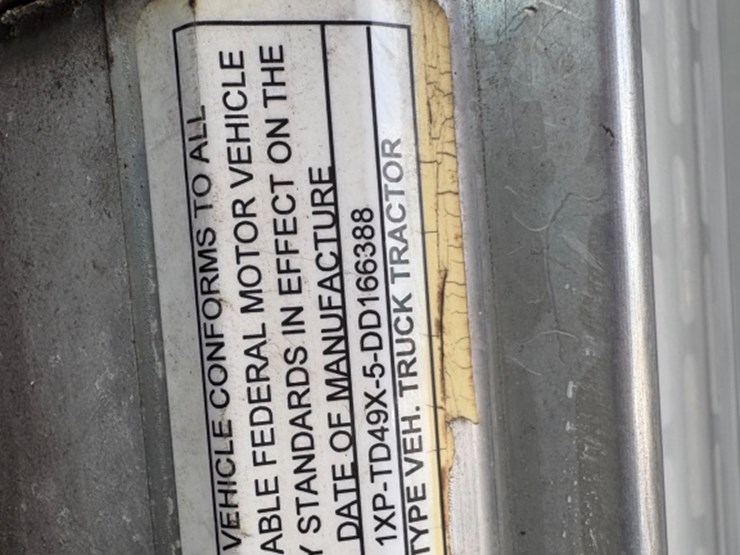 VEHICLE CONFORMS TO ALL
ABLE FEDERAL MOTOR VEHICLE
Y STANDARDS IN EFFECT ON THE
DATE OF MANUFACTURE
1XP-TD49X-5-DD166388
TYPE VEH. TRUCK TRACTOR